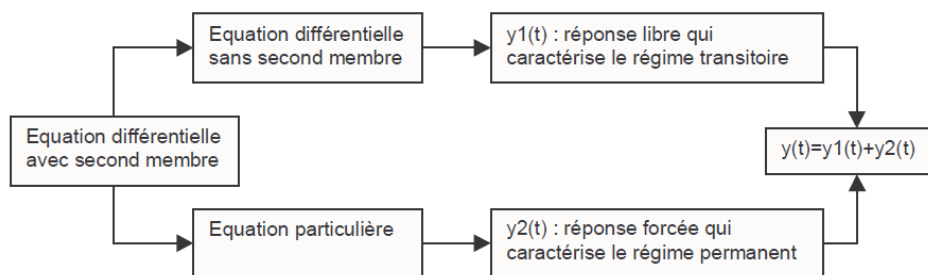 Equation différentielle
sans second membre
y1(t) : réponse libre qui
caractérise le régime transitoire
Equation différentielle
avec second membre
y(t)=y1(t)+y2(t)
Equation particulière
y2(t) : réponse forcée qui
caractérise le régime permanent